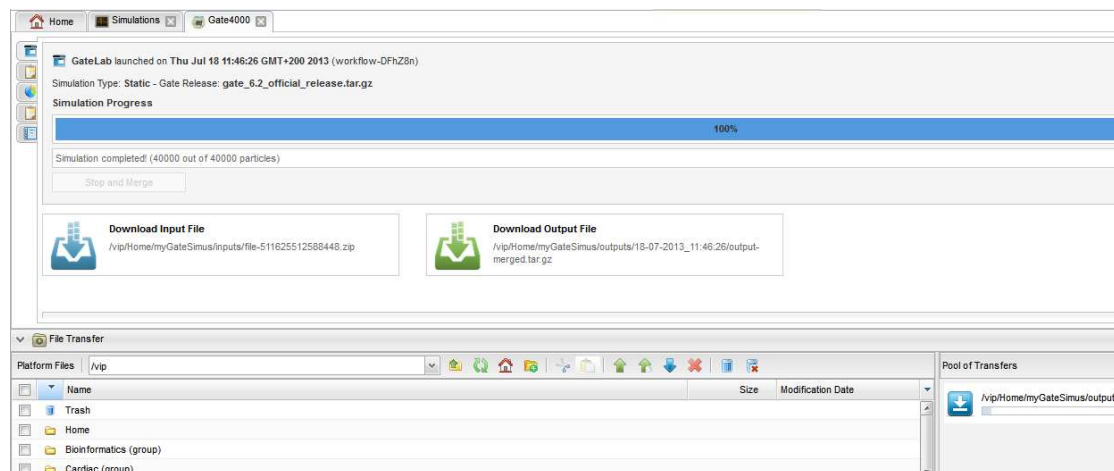 Home Simulations Gate4000
GateLab launched on Thu Jul 18 11:46:26 GMT+200 2013 (workflow-DFhZ8n)
Simulation Type: Static - Gate Release: gate_6.2_official_release.tar.gz
Simulation Progress
100%
Simulation completed! (40000 out of 40000 particles)
Stop and Merge
Download Input File
/vip/Home/myGateSimus/inputs/file-511625512588448.zip
Download Output File
/vip/Home/myGateSimus/outputs/18-07-2013_11:46:26/output-
merged.tar.gz
File Transfer
Platform Files /vip
Pool of Transfers
Name Size Modification Date
/vip/Home/myGateSimus/output
Trash
Home
Bioinformatics (group)
Cardiac (group)